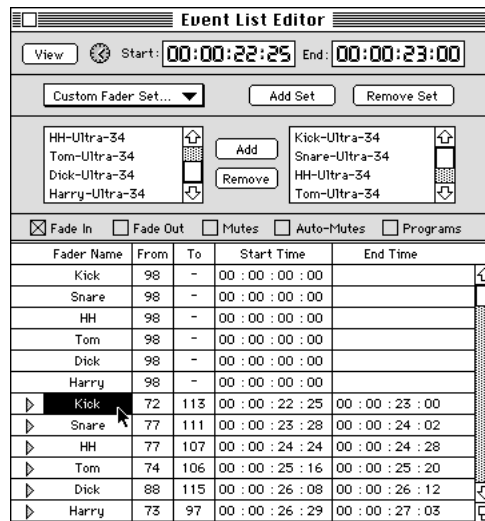 Event List Editor
View Start: 00:00:22:25 End: 00:00:23:00
Custom Fader Set... Add Set Remove Set
HH-Ultra-34 Add Kick-Ultra-34
Tom-Ultra-34 Snare-Ultra-34
Dick-Ultra-34 Remove HH-Ultra-34
Harry-Ultra-34 Tom-Ultra-34
Fade In Fade Out Mutes Auto-Mutes Programs
Fader Name From To Start Time End Time
Kick 98 - 00 : 00 : 00 : 00
Snare 98 - 00 : 00 : 00 : 00
HH 98 - 00 : 00 : 00 : 00
Tom 98 - 00 : 00 : 00 : 00
Dick 98 - 00 : 00 : 00 : 00
Harry 98 - 00 : 00 : 00 : 00
Kick 72 113 00 : 00 : 22 : 25 00 : 00 : 23 : 00
Snare 77 111 00 : 00 : 23 : 28 00 : 00 : 24 : 02
HH 77 107 00 : 00 : 24 : 24 00 : 00 : 24 : 28
Tom 74 106 00 : 00 : 25 : 16 00 : 00 : 25 : 20
Dick 88 115 00 : 00 : 26 : 08 00 : 00 : 26 : 12
Harry 73 97 00 : 00 : 26 : 29 00 : 00 : 27 : 03